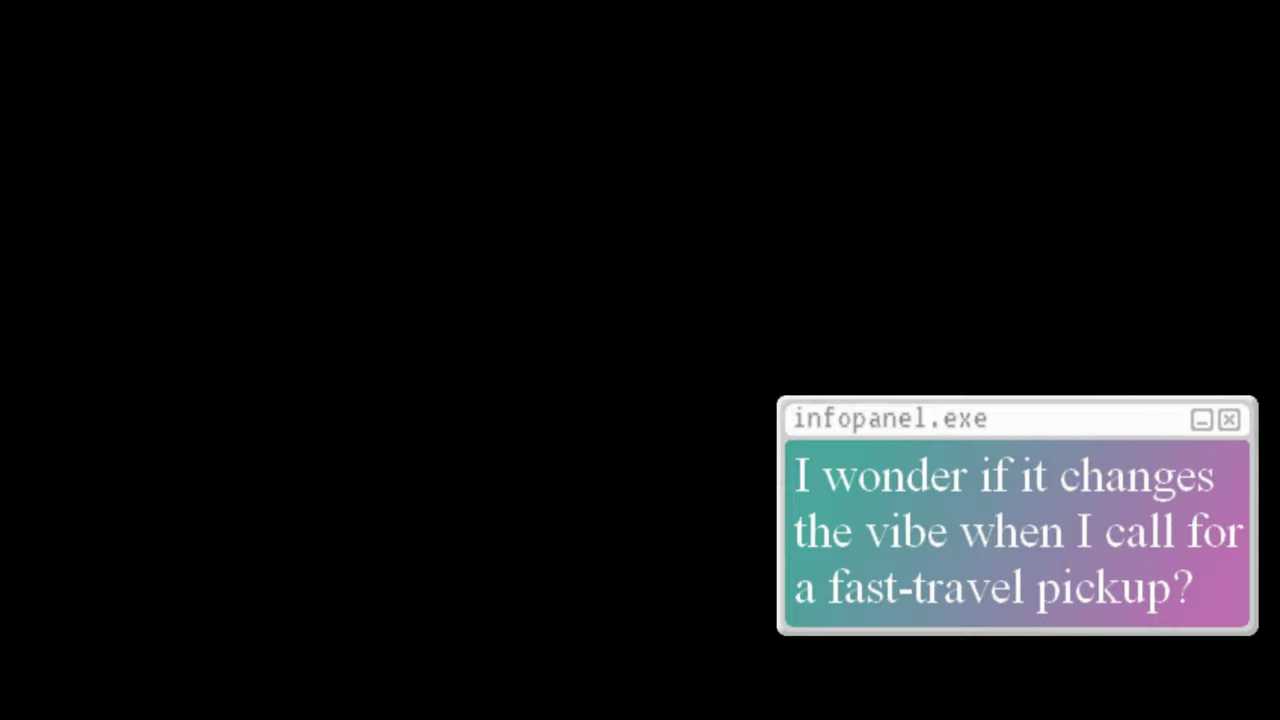 infopanel.exe
I wonder if it changes
the vibe when I call for
a fast-travel pickup?